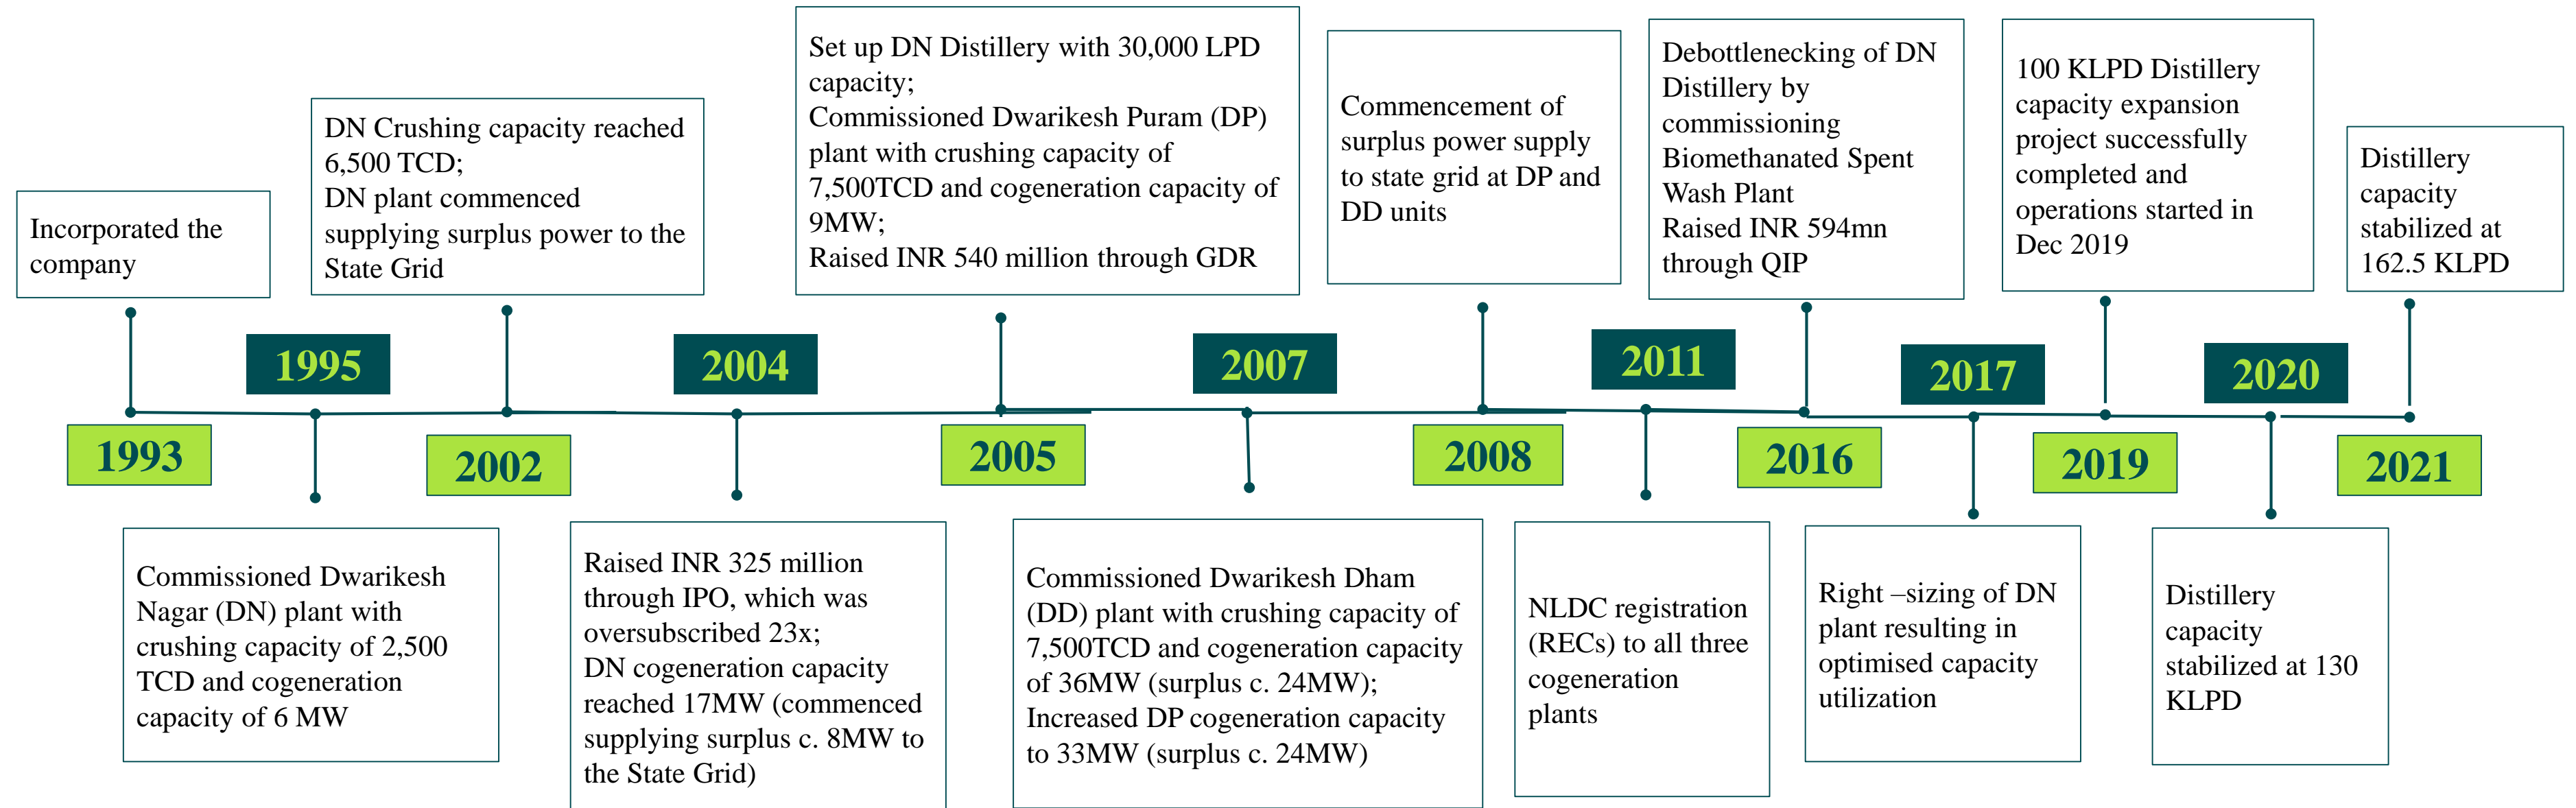 Incorporated the
company
1993
1995
Commissioned Dwarikesh
Nagar (DN) plant with
crushing capacity of 2,500
TCD and cogeneration
capacity of 6 MW
DN Crushing capacity reached
6,500 TCD;
DN plant commenced
supplying surplus power to the
State Grid
2002
2004
Raised INR 325 million
through IPO, which was
oversubscribed 23x;
DN cogeneration capacity
reached 17MW (commenced
supplying surplus c. 8MW to
the State Grid)
Set up DN Distillery with 30,000 LPD
capacity;
Commissioned Dwarikesh Puram (DP)
plant with crushing capacity of
7,500TCD and cogeneration capacity of
9MW;
Raised INR 540 million through GDR
2005
2007
Commissioned Dwarikesh Dham
(DD) plant with crushing capacity of
7,500TCD and cogeneration capacity
of 36MW (surplus c. 24MW);
Increased DP cogeneration capacity
to 33MW (surplus c. 24MW)
Commencement of
surplus power supply
to state grid at DP and
DD units
2008
2011
NLDC registration
(RECs) to all three
cogeneration
plants
Debottlenecking of DN
Distillery by
commissioning
Biomethanated Spent
Wash Plant
Raised INR 594mn
through QIP
2016
2017
Right –sizing of DN
plant resulting in
optimised capacity
utilization
100 KLPD Distillery
capacity expansion
project successfully
completed and
operations started in
Dec 2019
2019
2020
Distillery
capacity
stabilized at 130
KLPD
Distillery
capacity
stabilized at
162.5 KLPD
2021